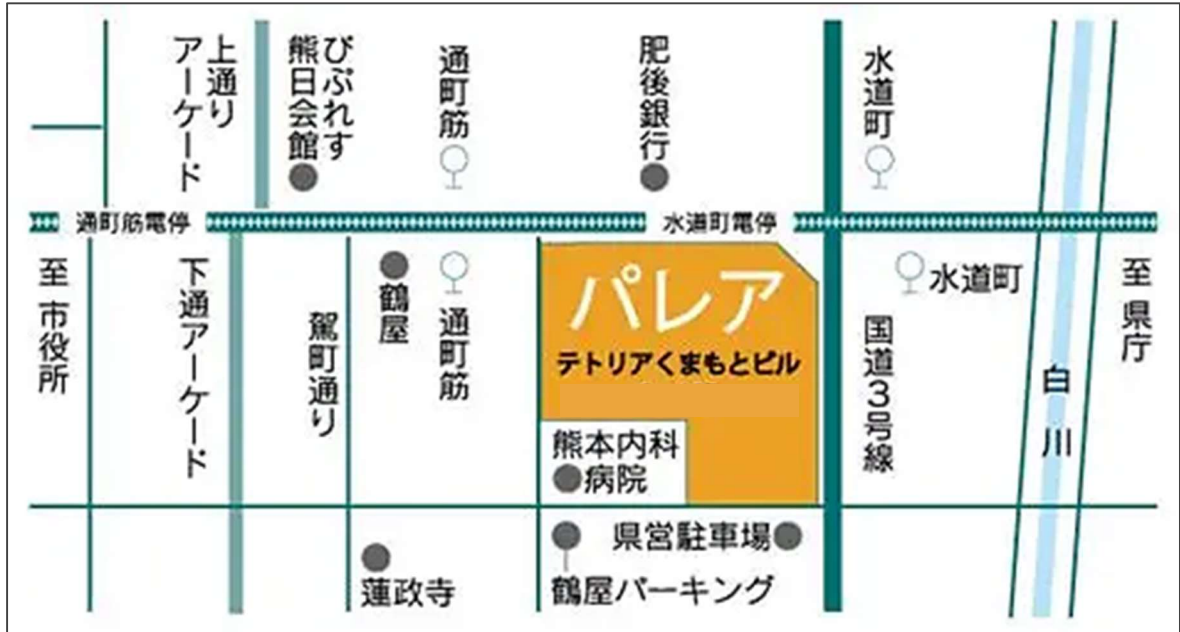 上通り
アーケード
びぷれす
熊日会館
通町筋
肥後銀行
水道町
通町筋電停
水道町電停
至 市役所
下通アーケード
駕町通り
鶴屋
通町筋
パレア
テトリアくまもとビル
熊本内科
病院
国道3号線
水道町
白川
至 県庁
蓮政寺
県営駐車場
鶴屋パーキング